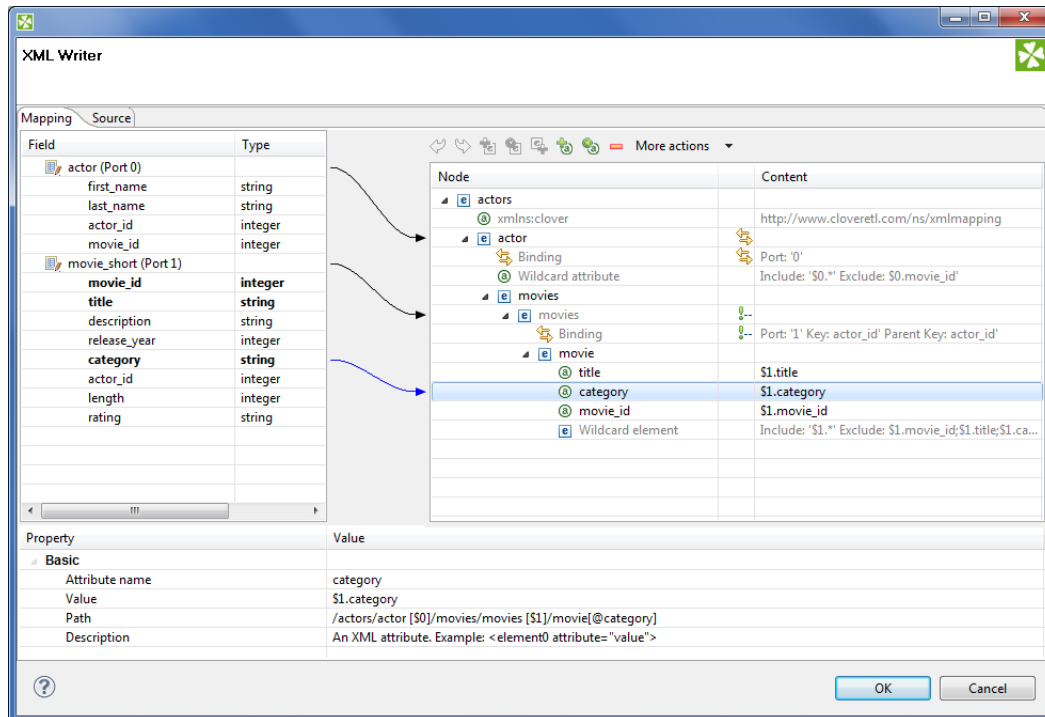 XML Writer
Mapping Source
Field Type
actor (Port 0)
first_name string
last_name string
actor_id integer
movie_id integer
movie_short (Port 1)
movie_id integer
title string
description string
release_year integer
category string
actor_id integer
length integer
rating string
More actions
Node Content
actors
xmlns:clover http://www.cloveretl.com/ns/xmlmapping
actor
Binding Port: '0'
Wildcard attribute Include: '$0.*' Exclude: $0.movie_id'
movies
movies
Binding Port: '1' Key: actor_id' Parent Key: actor_id'
movie
title $1.title
category $1.category
movie_id $1.movie_id
Wildcard element Include: '$1.*' Exclude: $1.movie_id;$1.title;$1.ca...
Property Value
Basic
Attribute name category
Value $1.category
Path /actors/actor [$0]/movies/movies [$1]/movie[@category]
Description An XML attribute. Example: <element0 attribute="value">
OK Cancel